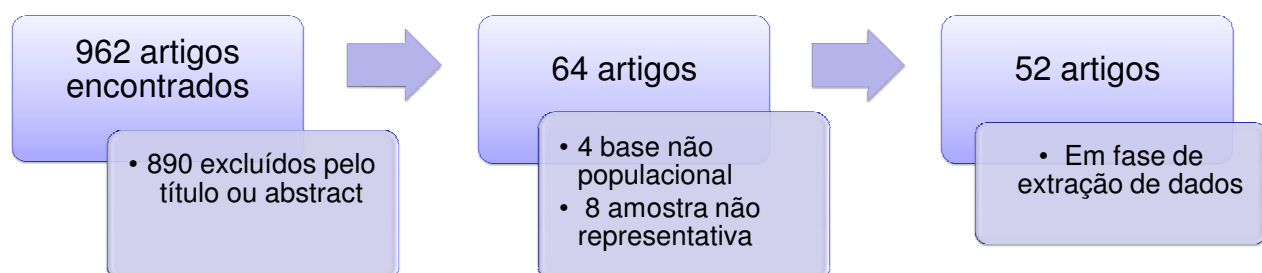 962 artigos
encontrados
• 890 excluídos pelo
título ou abstract
64 artigos
• 4 base não
populacional
• 8 amostra não
representativa
52 artigos
• Em fase de
extração de dados